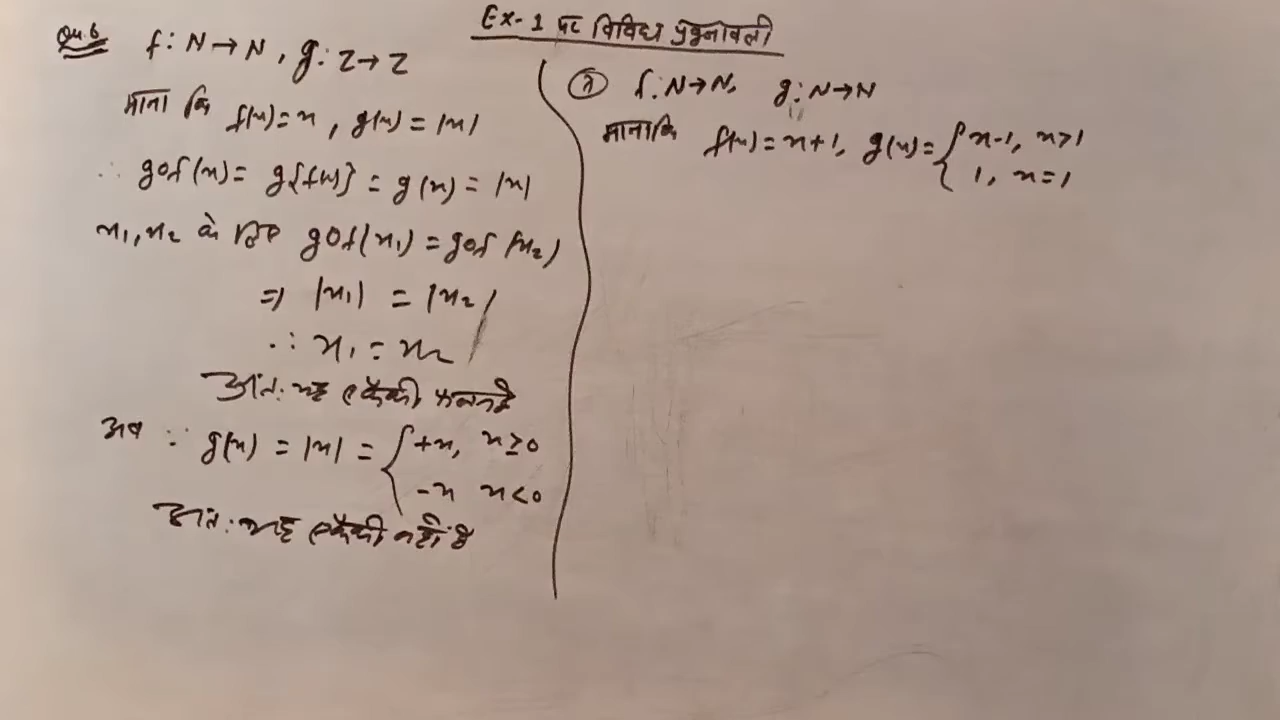 Ex-1 पर विविध प्रश्नावली
Qu.6 f: N→N, g: Z→Z
माना कि f(x)=x, g(x)=|x|
∴ gof(x)= g{f(x)} = g(x) = |x|
x1, x2 के लिए gof(x1) = gof(x2)
⇒ |x1| = |x2|
∴ x1 = x2
अतः यह एकैकी फलन है
अब ∵ g(x) = |x| = { +x, x≥0
-x x<0
अतः यह एकैकी नहीं है
⑦ f: N→N, g: N→N
माना कि f(x)=x+1, g(x)= { x-1, x>1
1, x=1